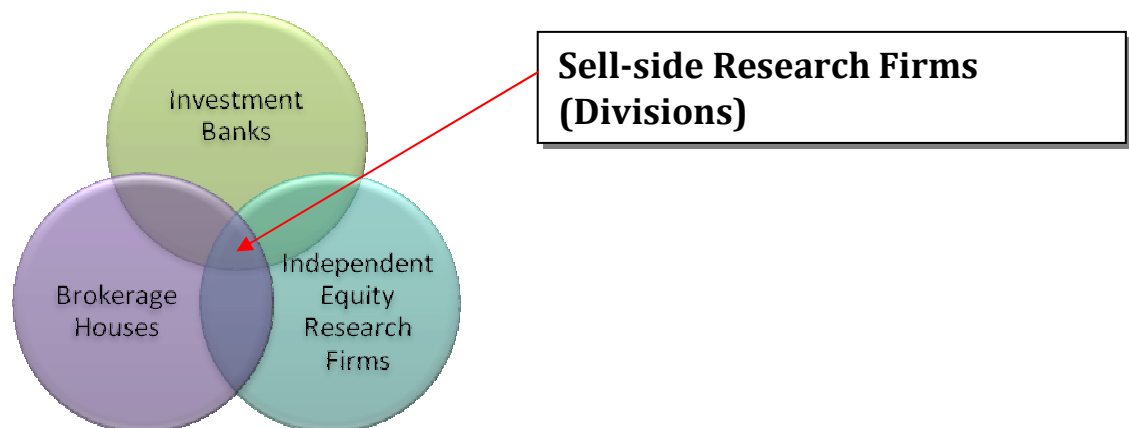 Sell-side Research Firms
(Divisions)
Investment
Banks
Brokerage
Houses
Independent
Equity
Research
Firms